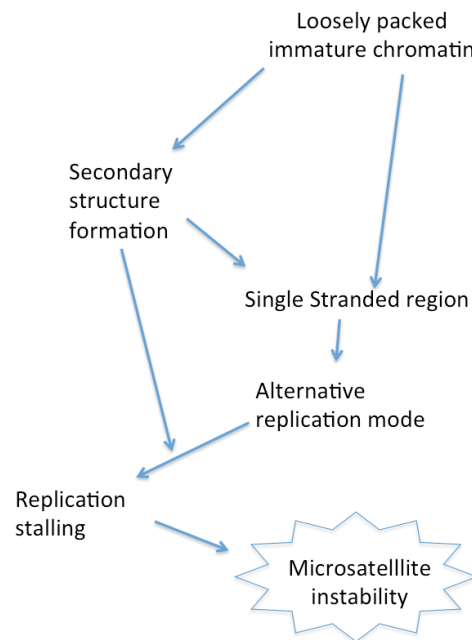 Loosely packed
immature chromatin
Secondary
structure
formation
Single Stranded region
Alternative
replication mode
Replication
stalling
Microsatelllite
instability